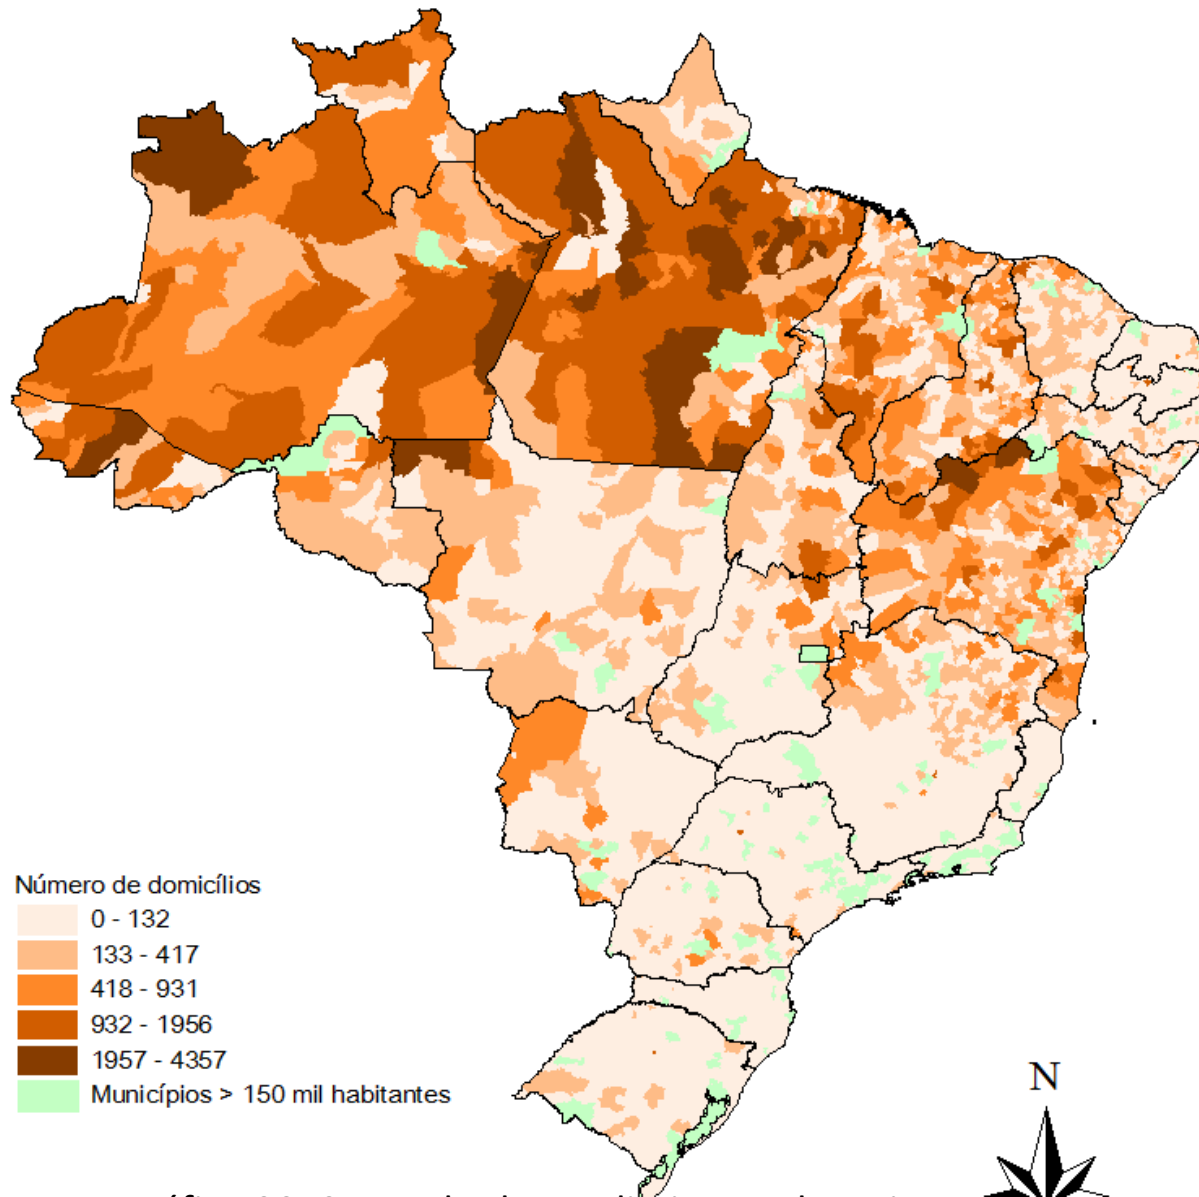 Número de domicílios
0 - 132
133 - 417
418 - 931
932 - 1956
1957 - 4357
Municípios > 150 mil habitantes
N